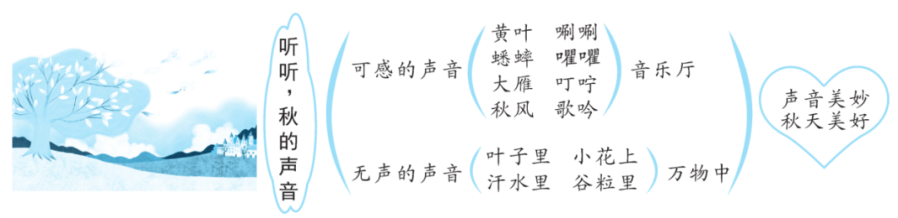 听听，秋的声音
可感的声音
黄叶 唰唰
蟋蟀 㘗㘗
大雁 叮咛
秋风 歌吟
音乐厅
无声的声音
叶子里 小花上
汗水里 谷粒里
万物中
声音美妙
秋天美好